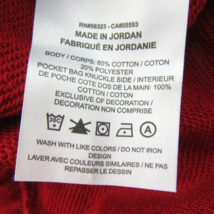 RN#56323 - CA#05553
MADE IN JORDAN
FABRIQUÉ EN JORDANIE
BODY / CORPS: 80% COTTON / COTON
20% POLYESTER
POCKET BAG KNUCKLE SIDE / INTERIEUR
DE POCHE COTE DOS DE LA MAIN: 100%
COTTON / COTON
EXCLUSIVE OF DECORATION /
DECORATION NON COMPRISE
A
WASH WITH LIKE COLORS / DO NOT IRON
DESIGN
LAVER AVEC COULEURS SIMILAIRES / NE PAS
REPASSER LE DESSIN